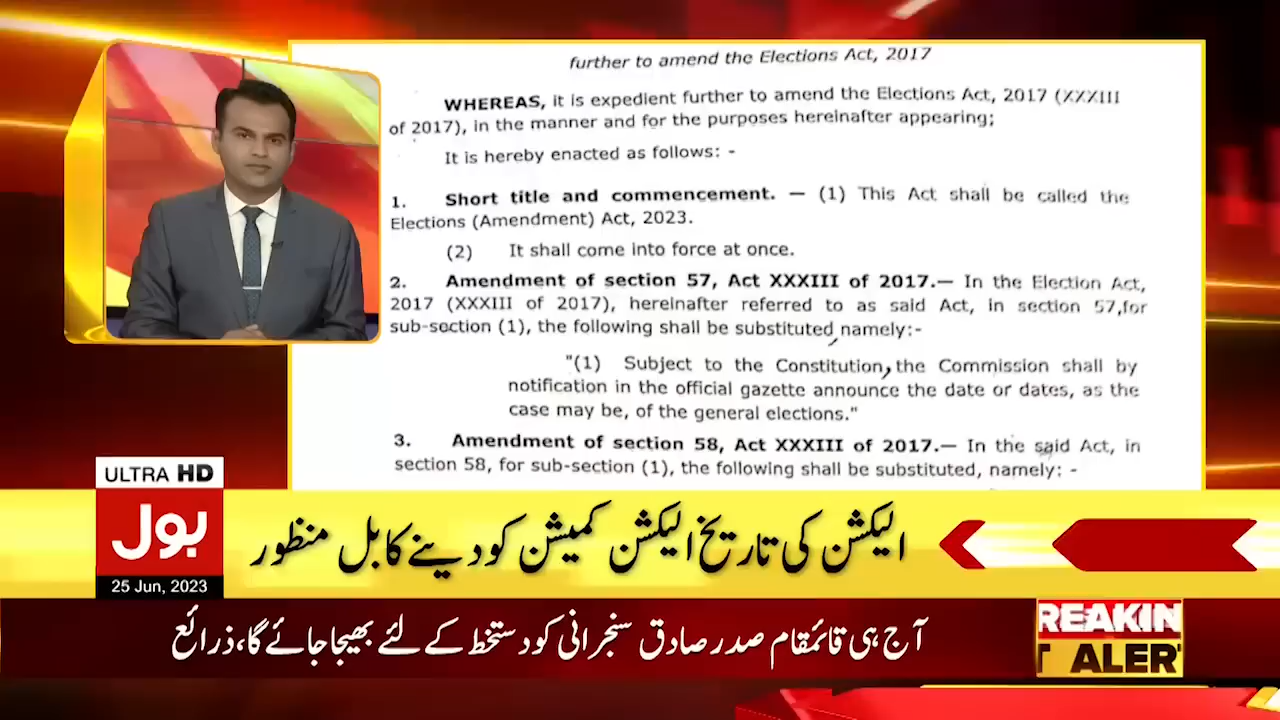 further to amend the Elections Act, 2017
WHEREAS, it is expedient further to amend the Elections Act, 2017 (XXXIII
of 2017), in the manner and for the purposes hereinafter appearing;
It is hereby enacted as follows: -
1. Short title and commencement. — (1) This Act shall be called the
Elections (Amendment) Act, 2023.
(2) It shall come into force at once.
2. Amendment of section 57, Act XXXIII of 2017.— In the Election Act,
2017 (XXXIII of 2017), hereinafter referred to as said Act, in section 57,for
sub-section (1), the following shall be substituted, namely:-
"(1) Subject to the Constitution, the Commission shall by
notification in the official gazette announce the date or dates, as the
case may be, of the general elections."
3. Amendment of section 58, Act XXXIII of 2017.— In the said Act, in
section 58, for sub-section (1), the following shall be substituted, namely: -
ULTRA HD
بول
25 Jun, 2023
الیکشن کی تاریخ الیکشن کمیشن کو دینے کا بل منظور
آج ہی قائمقام صدر صادق سنجرانی کو دستخط کے لئے بھیجا جائے گا، ذرائع
REAKIN
T ALER